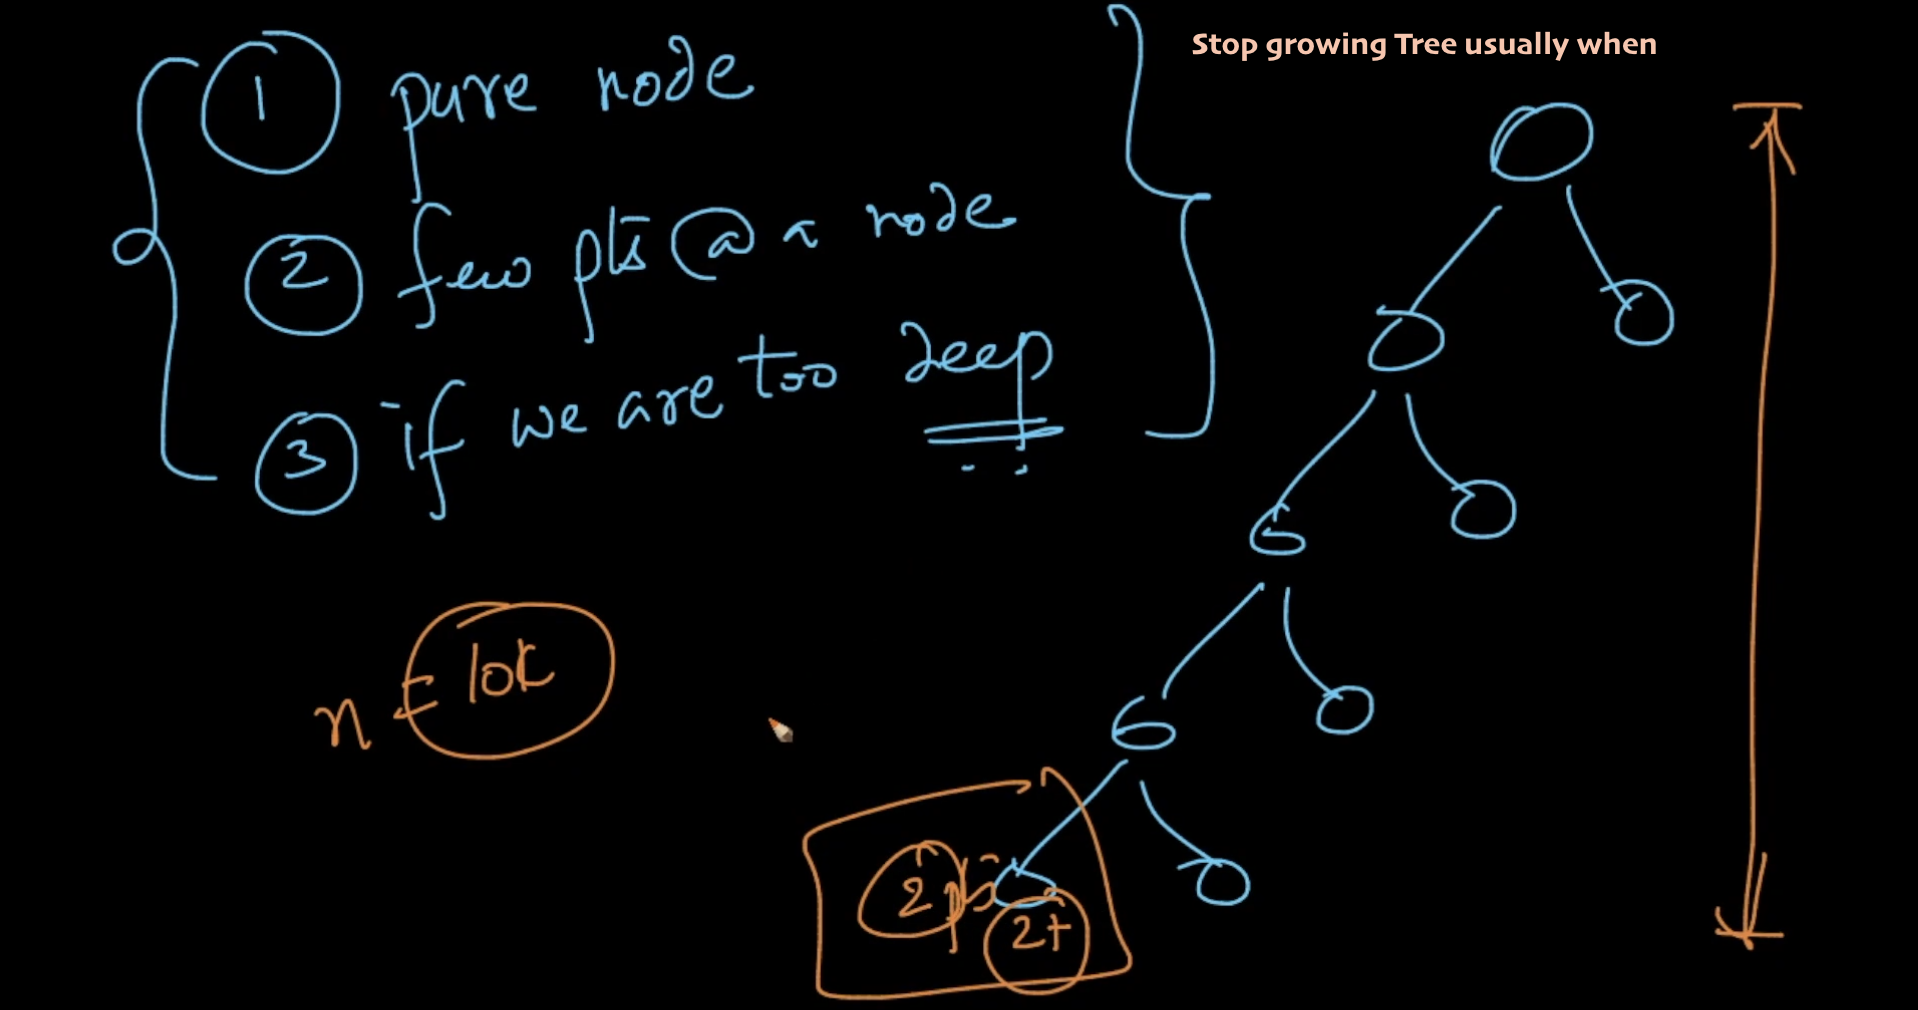 Stop growing Tree usually when
1 pure node
2 few pts @ a node
3 if we are too deep
n = 10k
2 pts
2+